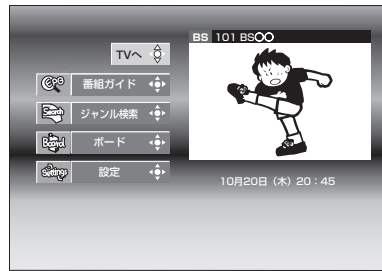 BS 101 BS〇〇
TVへ
EPG 番組ガイド
Search ジャンル検索
Board ボード
Settings 設定
10月20日（木）20：45